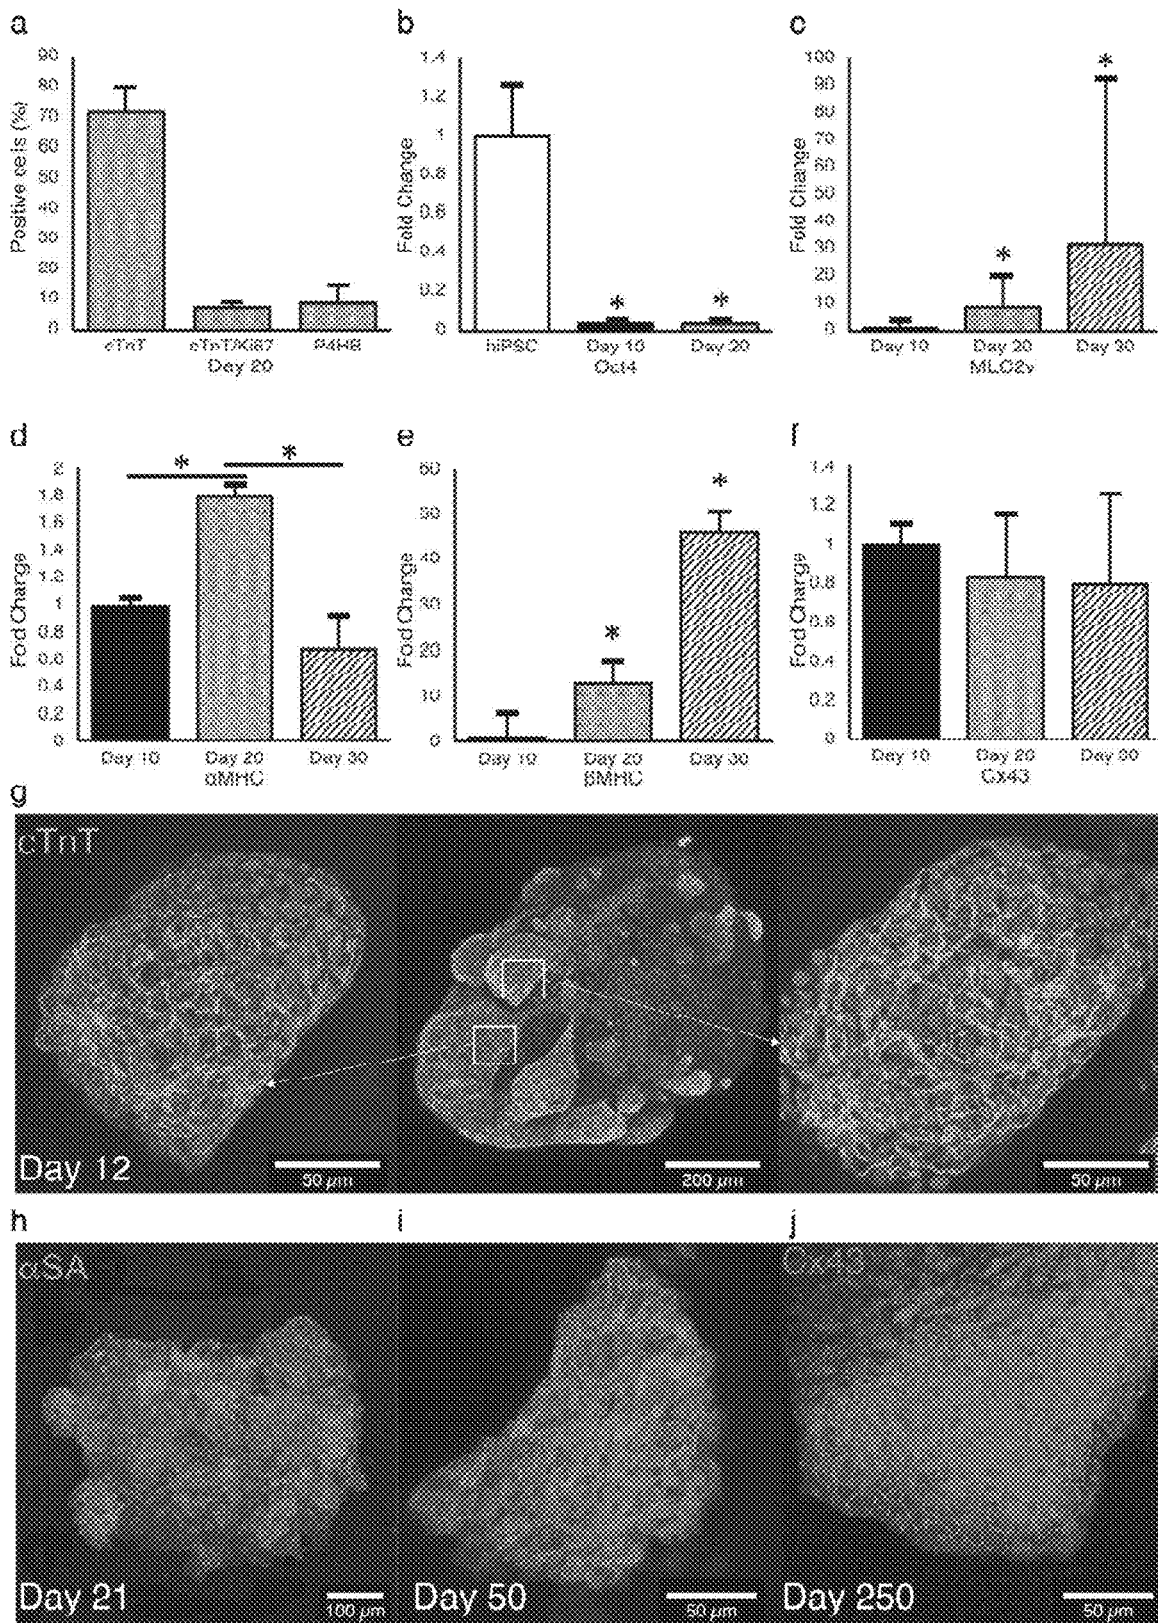 a
90
80
70
60
50
40
30
20
10
0
Positive cells (%)
cTnT cTnT/Ki67 P4HB
Day 20
b
1.4
1.2
1
0.8
0.6
0.4
0.2
0
Fold Change
* *
hiPSC Day 10 Day 20
Oct4
c
100
90
80
70
60
50
40
30
20
10
0
Fold Change
* *
Day 10 Day 20 Day 30
MLC2v
d
2
1.8
1.6
1.4
1.2
1
0.8
0.6
0.4
0.2
0
Fold Change
* *
Day 10 Day 20 Day 30
αMHC
e
60
50
40
30
20
10
0
Fold Change
* *
Day 10 Day 20 Day 30
βMHC
f
1.4
1.2
1
0.8
0.6
0.4
0.2
0
Fold Change
Day 10 Day 20 Day 30
Cx43
g
cTnT
Day 12
50 µm
200 µm
50 µm
h
αSA
Day 21
100 µm
i
Day 50
50 µm
j
Cx43
Day 250
50 µm